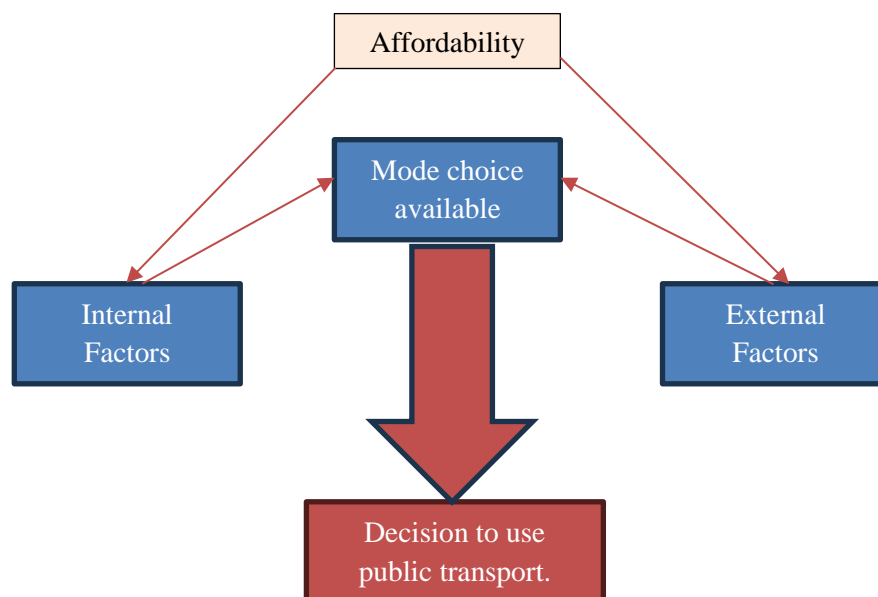 Affordability
Mode choice
available
Internal
Factors
External
Factors
Decision to use
public transport.